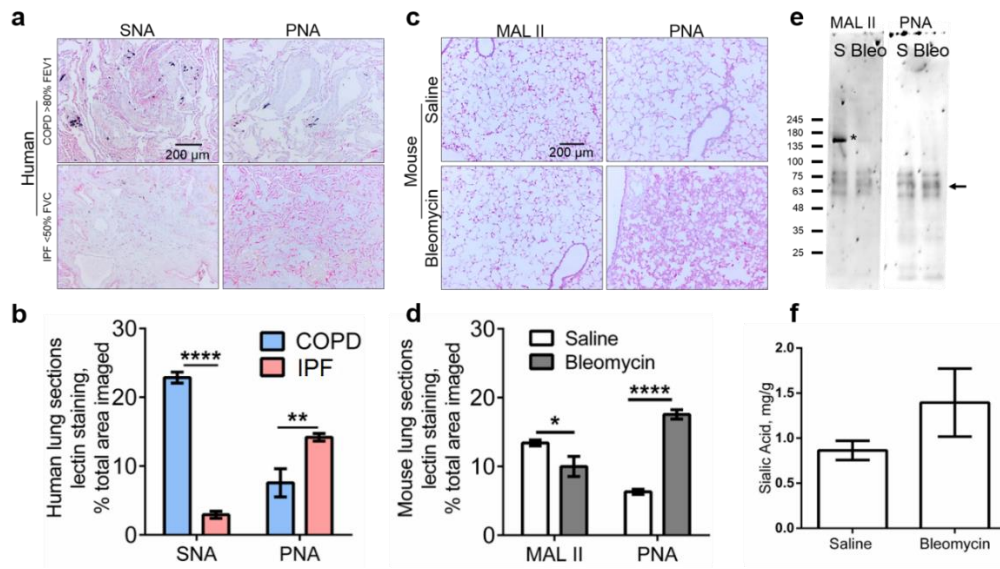 a
SNA
PNA
Human
COPD >80% FEV1
200 µm
IPF <50% FVC
b
Human lung sections
lectin staining,
% total area imaged
30
20
10
0
****
**
COPD
IPF
SNA
PNA
c
MAL II
PNA
Mouse
Saline
200 µm
Bleomycin
d
Mouse lung sections
lectin staining,
% total area imaged
30
20
10
0
*
****
Saline
Bleomycin
MAL II
PNA
e
MAL II
PNA
S Bleo
S Bleo
245
180
135
100
75
63
48
35
25
*
f
Sialic Acid, mg/g
2.0
1.5
1.0
0.5
0.0
Saline
Bleomycin